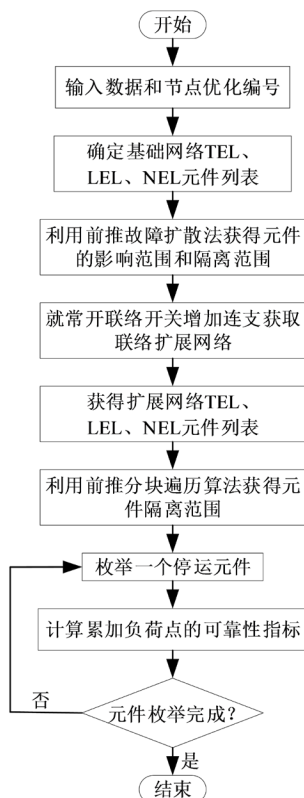 开始
输入数据和节点优化编号
确定基础网络TEL、
LEL、NEL元件列表
利用前推故障扩散法获得元件
的影响范围和隔离范围
就常开联络开关增加连支获取
联络扩展网络
获得扩展网络TEL、
LEL、NEL元件列表
利用前推分块遍历算法获得元
件隔离范围
枚举一个停运元件
计算累加负荷点的可靠性指标
否
元件枚举完成？
是
结束